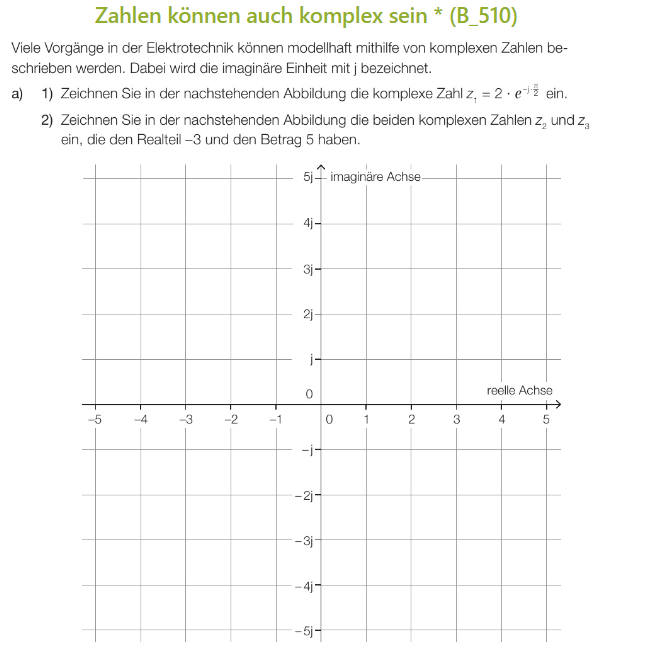 Zahlen können auch komplex sein * (B_510)
Viele Vorgänge in der Elektrotechnik können modellhaft mithilfe von komplexen Zahlen be-
schrieben werden. Dabei wird die imaginäre Einheit mit j bezeichnet.
a) 1) Zeichnen Sie in der nachstehenden Abbildung die komplexe Zahl z₁ = 2 · e^(–j·π/2) ein.
2) Zeichnen Sie in der nachstehenden Abbildung die beiden komplexen Zahlen z₂ und z₃
ein, die den Realteil –3 und den Betrag 5 haben.
5j imaginäre Achse
4j
3j
2j
j
0 reelle Achse
–5 –4 –3 –2 –1 0 1 2 3 4 5
–j
–2j
–3j
–4j
–5j